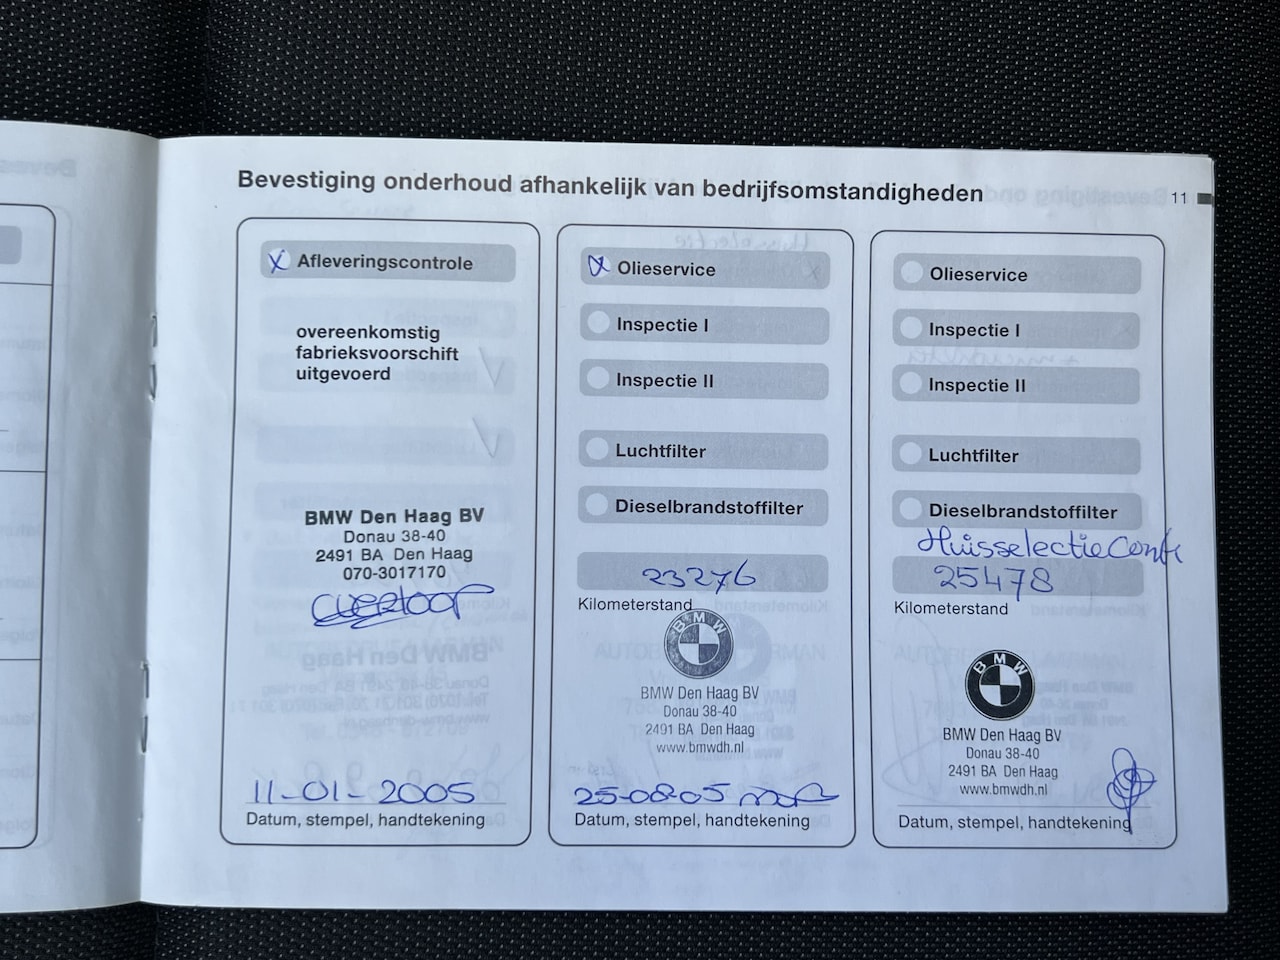 Bevestiging onderhoud afhankelijk van bedrijfsomstandigheden
11
X Afleveringscontrole
overeenkomstig
fabrieksvoorschift
uitgevoerd
BMW Den Haag BV
Donau 38-40
2491 BA Den Haag
070-3017170
11-01-2005
Datum, stempel, handtekening
X Olieservice
Inspectie I
Inspectie II
Luchtfilter
Dieselbrandstoffilter
23276
Kilometerstand
BMW
BMW Den Haag BV
Donau 38-40
2491 BA Den Haag
www.bmwdh.nl
25-08-05
Datum, stempel, handtekening
Olieservice
Inspectie I
Inspectie II
Luchtfilter
Dieselbrandstoffilter
Huisselectie
25478
Kilometerstand
BMW
BMW Den Haag BV
Donau 38-40
2491 BA Den Haag
www.bmwdh.nl
Datum, stempel, handtekening